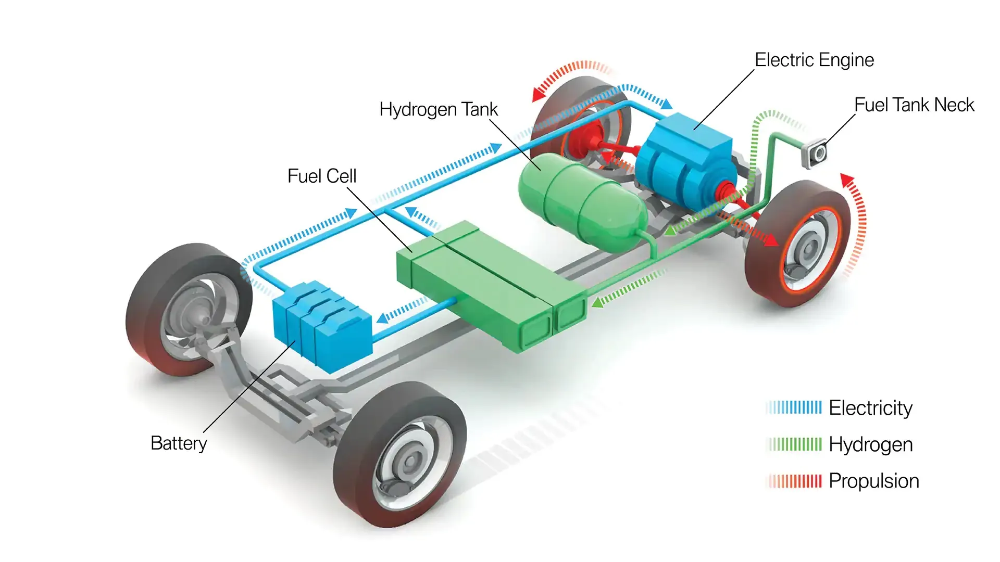 Electric Engine
Fuel Tank Neck
Hydrogen Tank
Fuel Cell
Battery
Electricity
Hydrogen
Propulsion